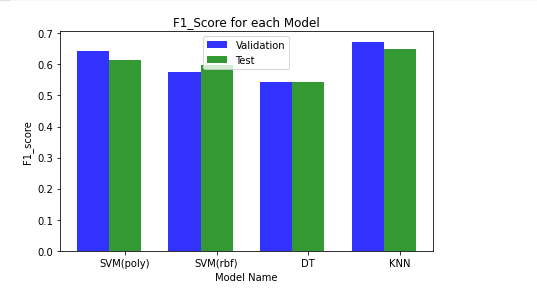 F1_Score for each Model
Validation
Test
F1_score
0.7
0.6
0.5
0.4
0.3
0.2
0.1
0.0
SVM(poly)
SVM(rbf)
DT
KNN
Model Name